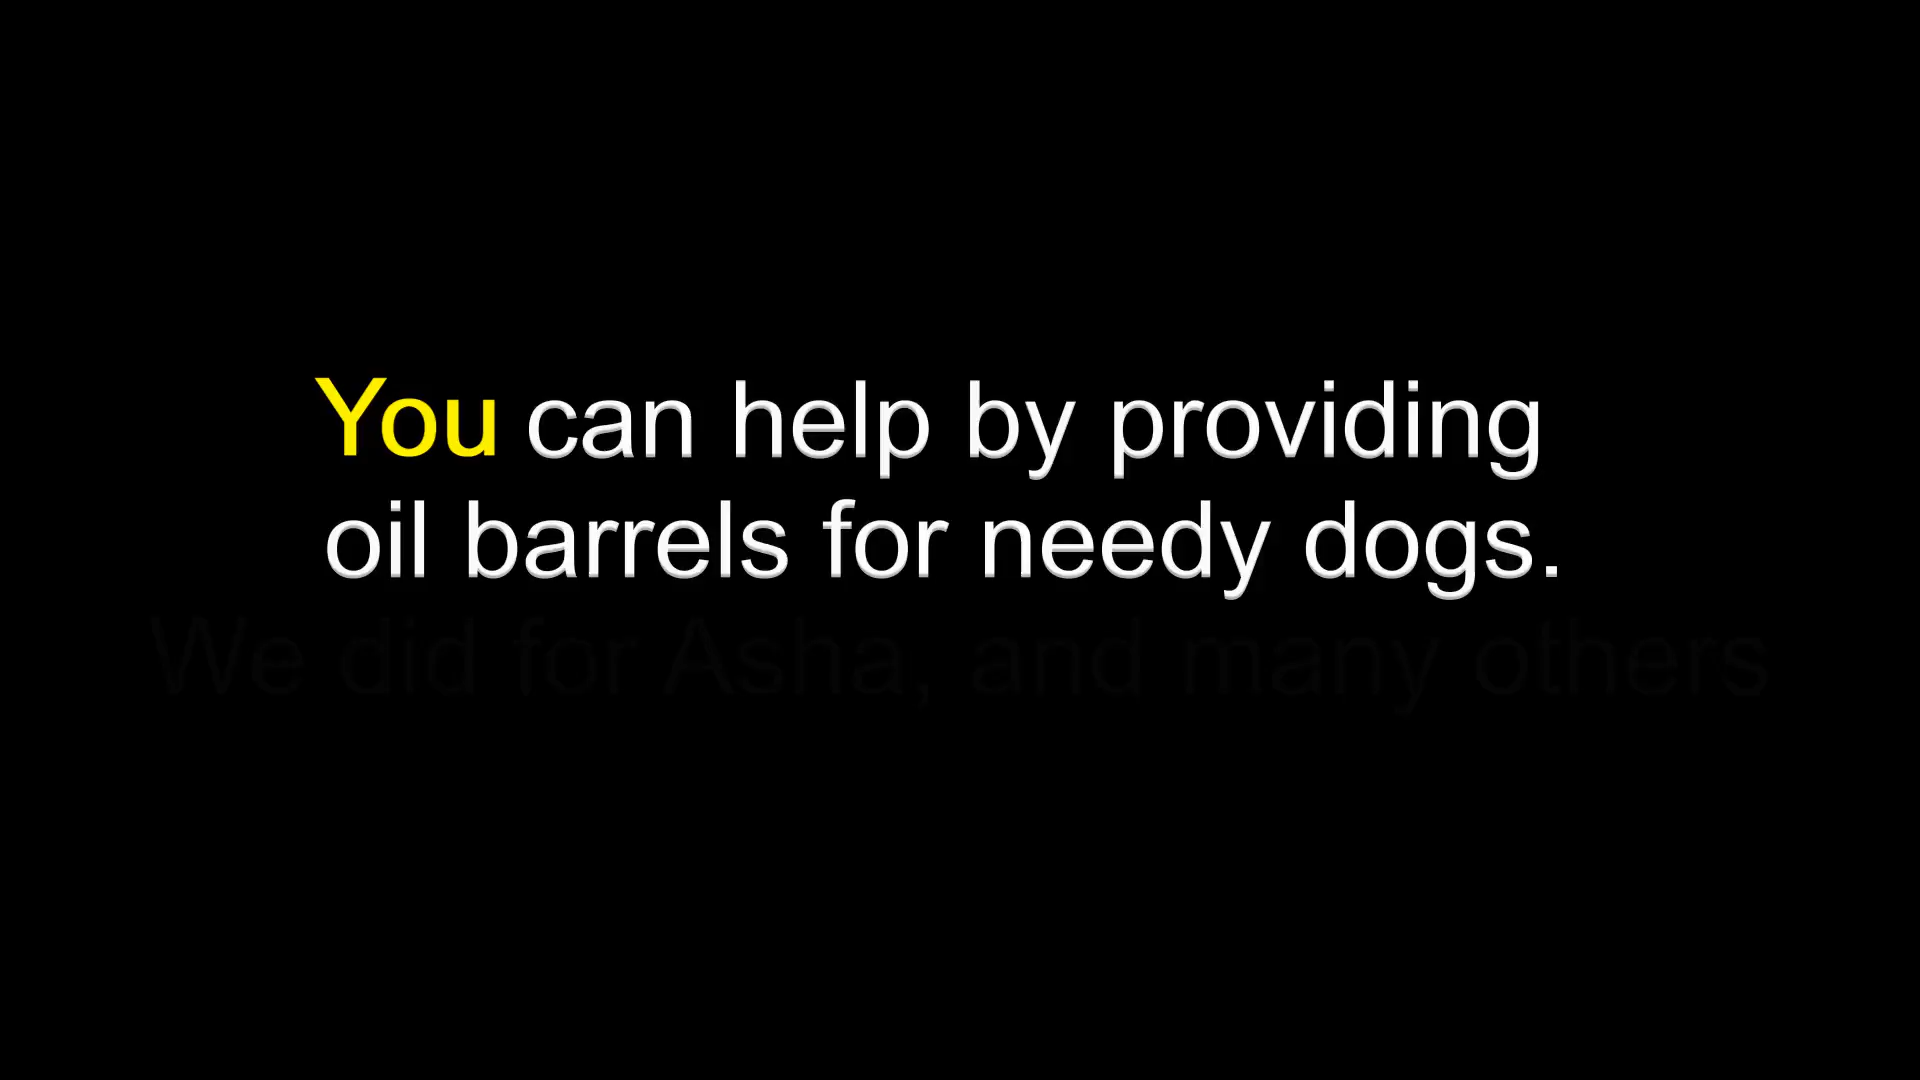 You can help by providing
oil barrels for needy dogs.
We did for Asha, and many others